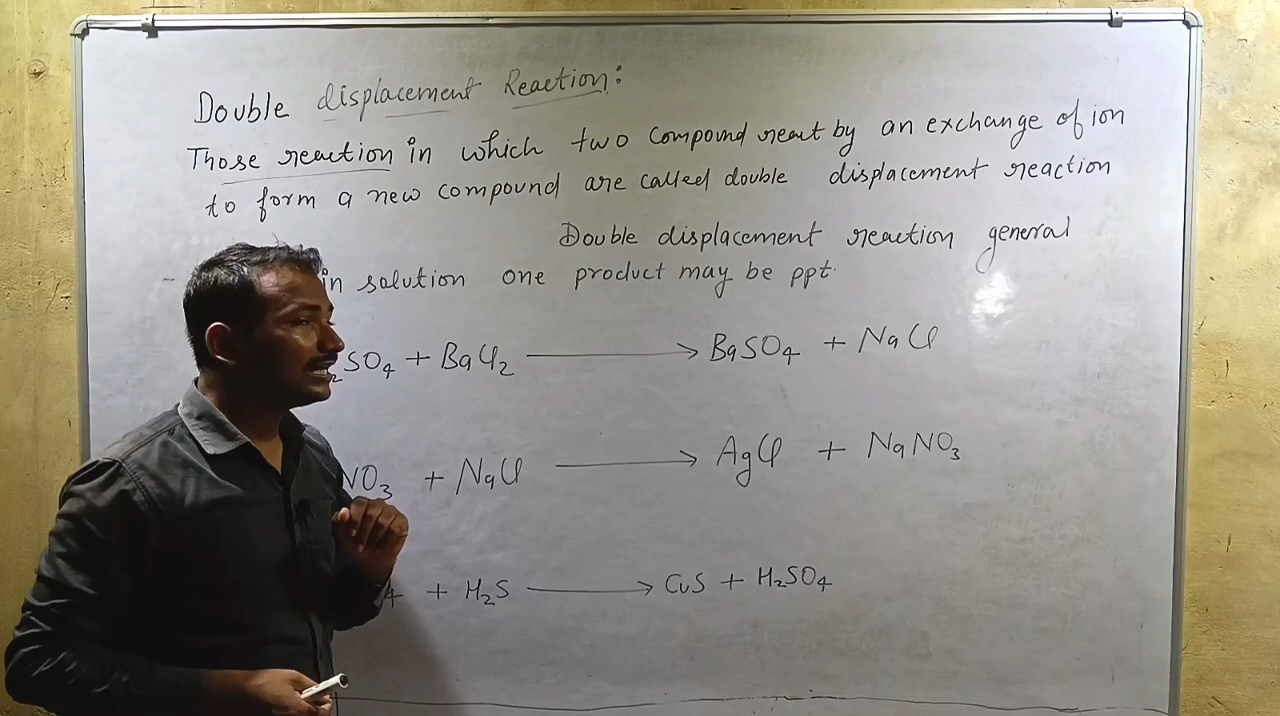 Double displacement Reaction:
Those reaction in which two compound react by an exchange of ion
to form a new compound are called double displacement reaction
Double displacement reaction general
in solution one product may be ppt.
₂SO₄ + BaCl₂ ⟶ BaSO₄ + NaCl
NO₃ + NaCl ⟶ AgCl + NaNO₃
₄ + H₂S ⟶ CuS + H₂SO₄